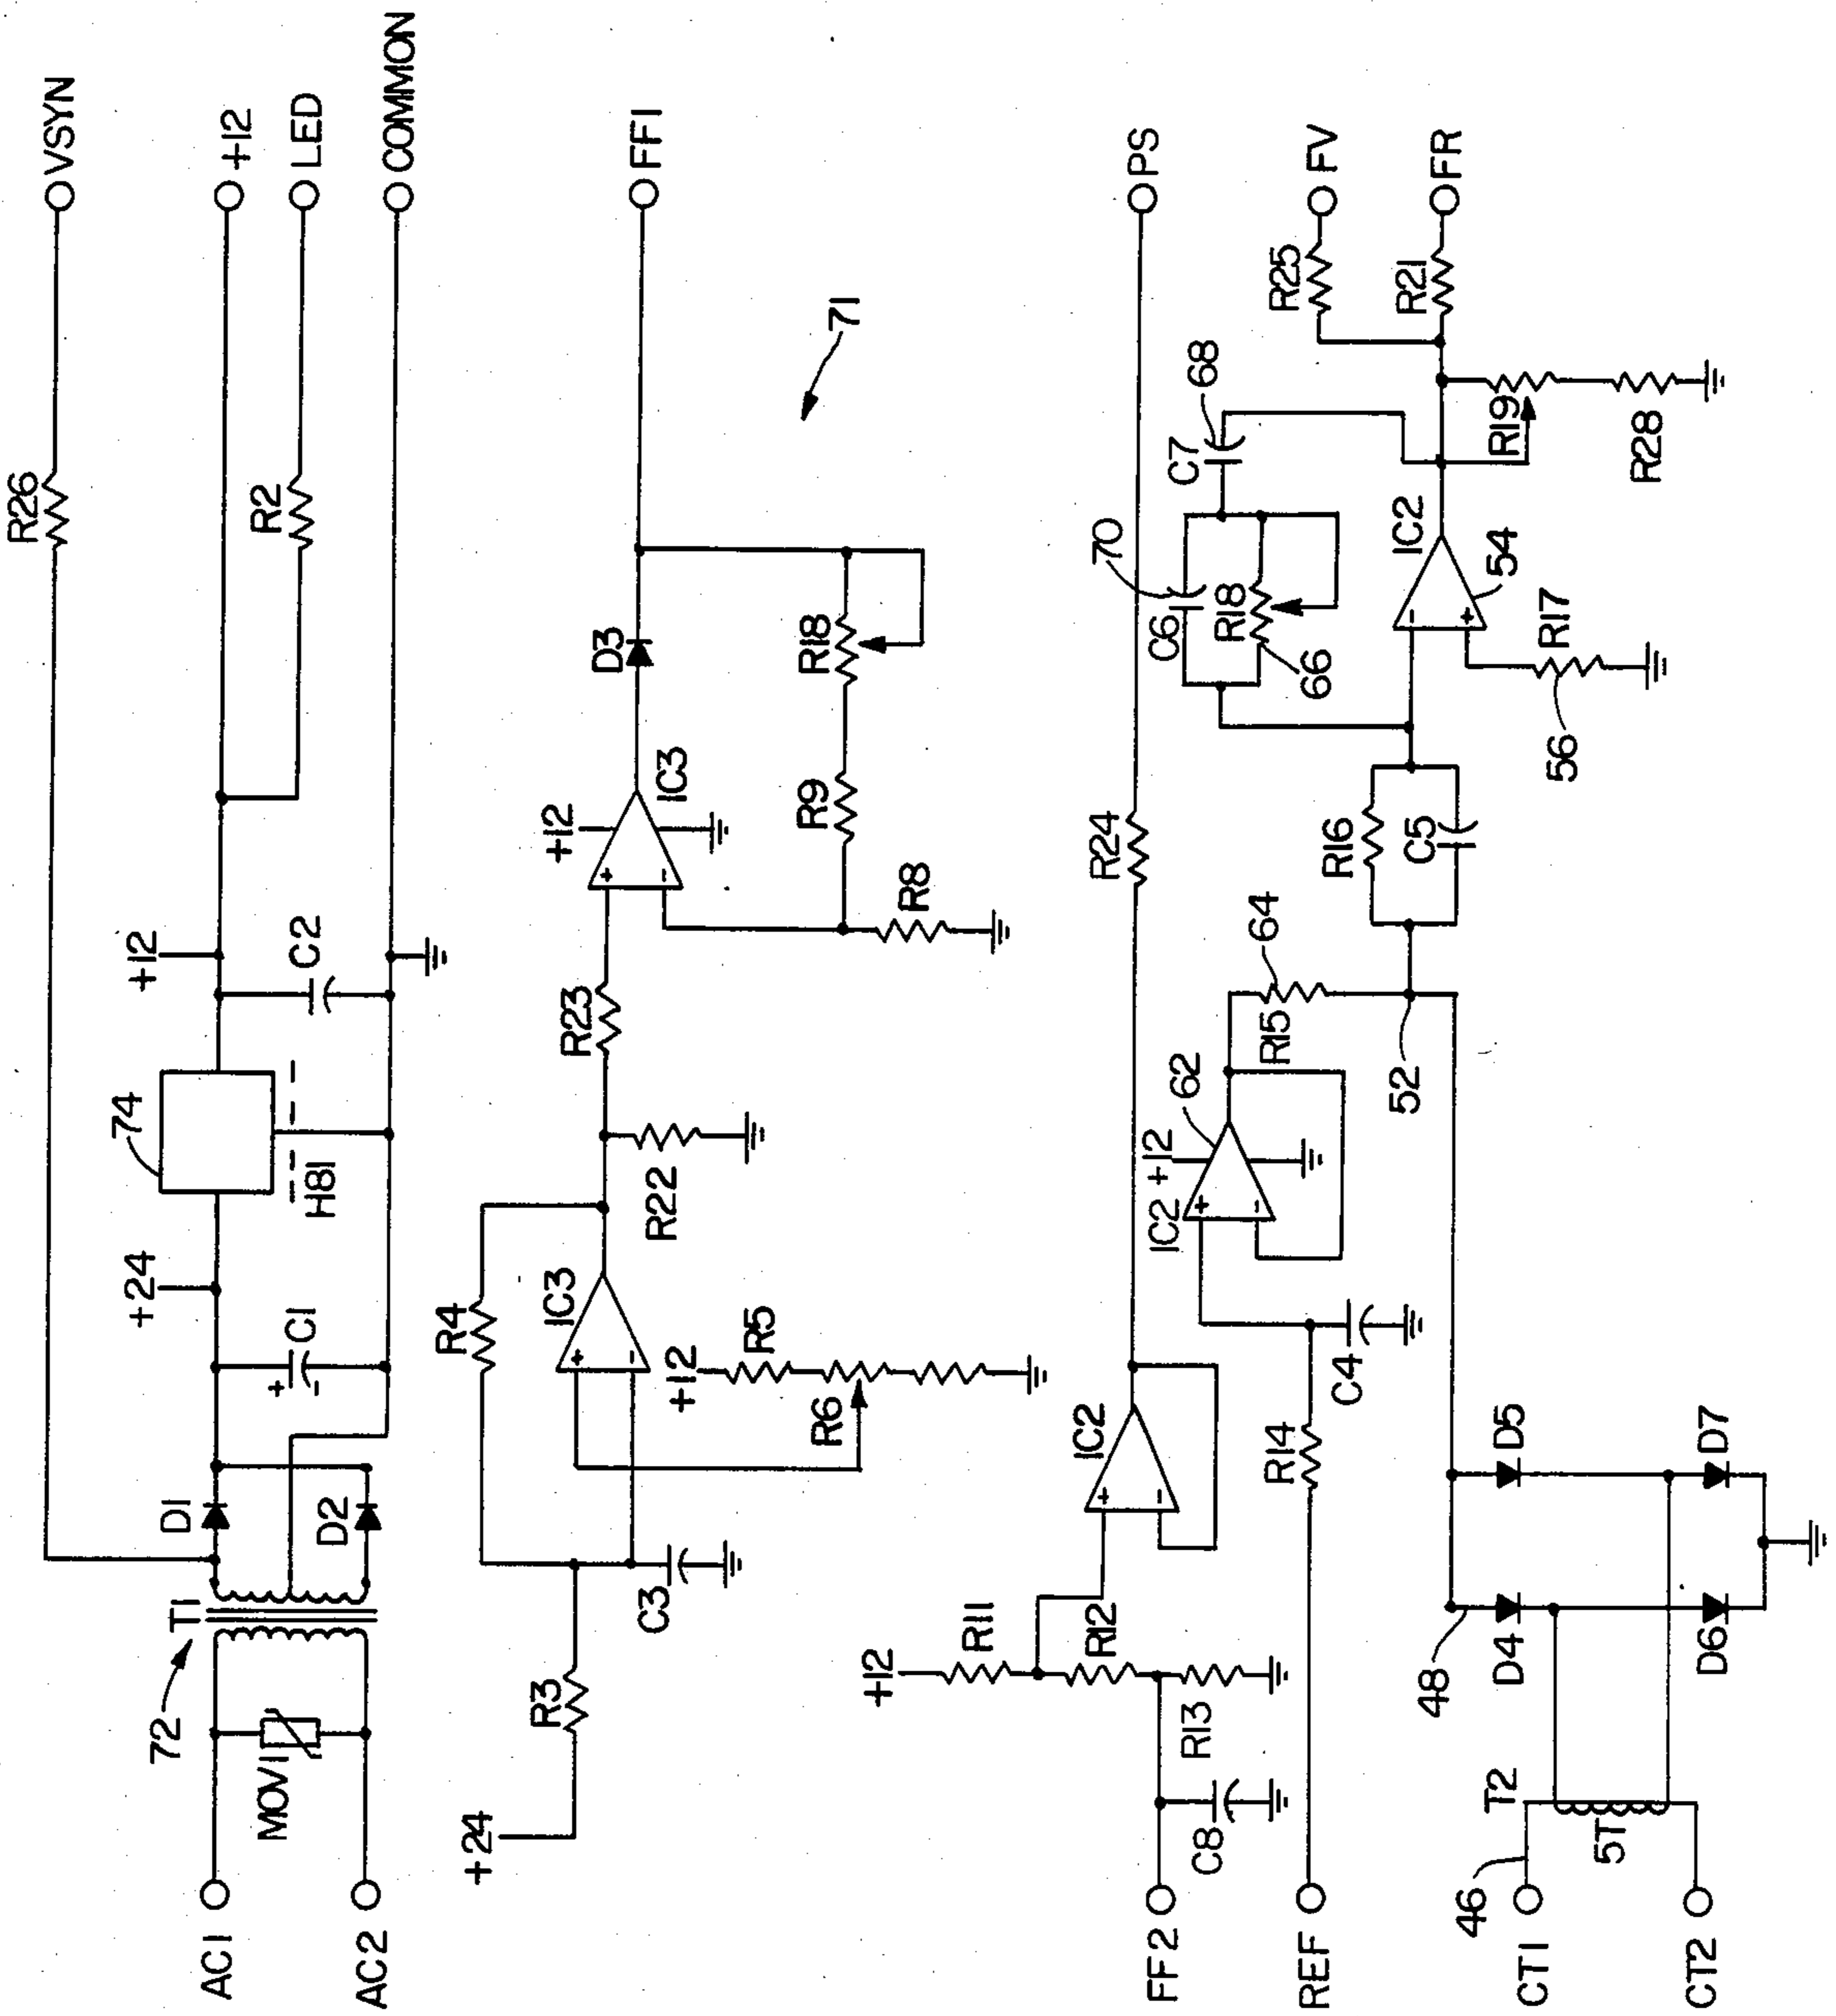 R26
VSYN
+12
R2
LED
COMMON
+12
C2
74
H81
+24
C1
D1
D2
T1
72
MOV1
AC1
AC2
FF1
71
D3
R18
+12
IC3
R9
R8
R23
R22
R4
IC3
+12
R5
R6
C3
R3
+24
PS
R24
IC2
+12
R11
R12
R13
C8
FF2
FV
FR
R25
R21
68
C7
70
C6
R18
66
R19
R28
IC2
54
R17
56
R16
C5
64
R15
52
62
+12
IC2
C4
R14
REF
D5
D7
D4
D6
48
T2
5T
46
CT1
CT2